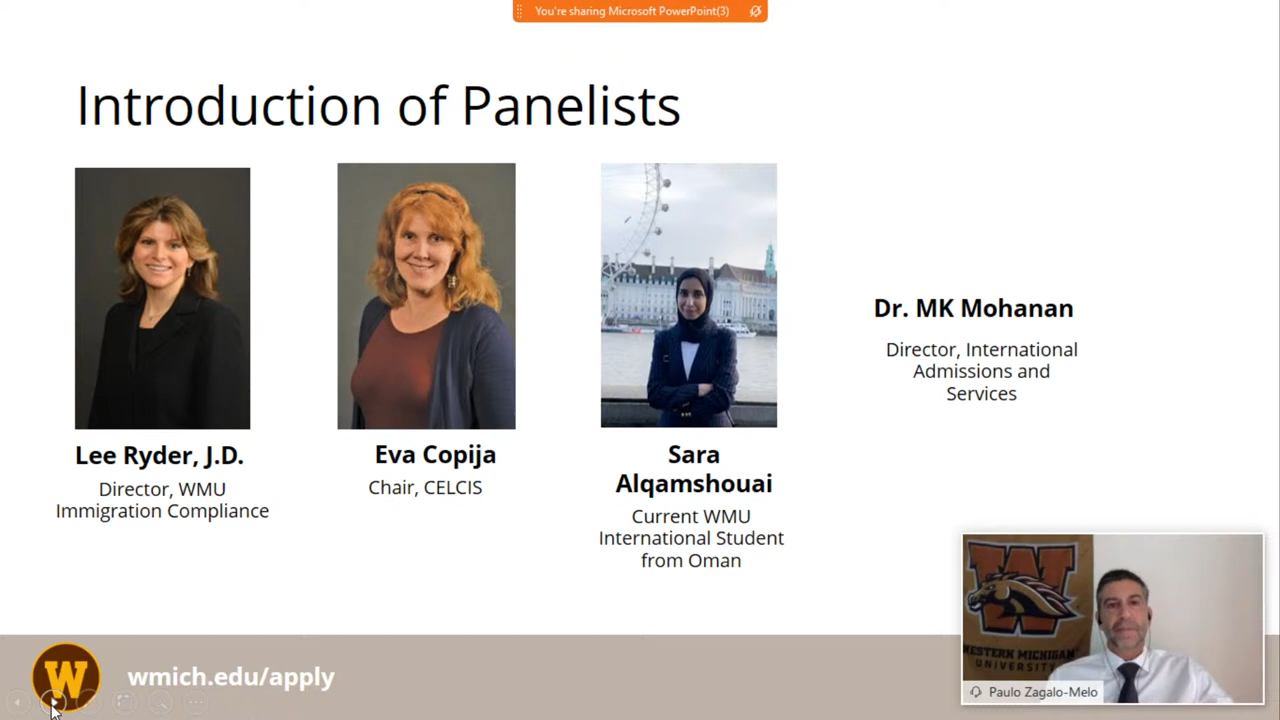 You're sharing Microsoft PowerPoint(3)
Introduction of Panelists
Lee Ryder, J.D.
Director, WMU
Immigration Compliance
Eva Copija
Chair, CELCIS
Sara
Alqamshouai
Current WMU
International Student
from Oman
Dr. MK Mohanan
Director, International
Admissions and
Services
W
WESTERN MICHIGAN
UNIVERSITY
Paulo Zagalo-Melo
W
wmich.edu/apply